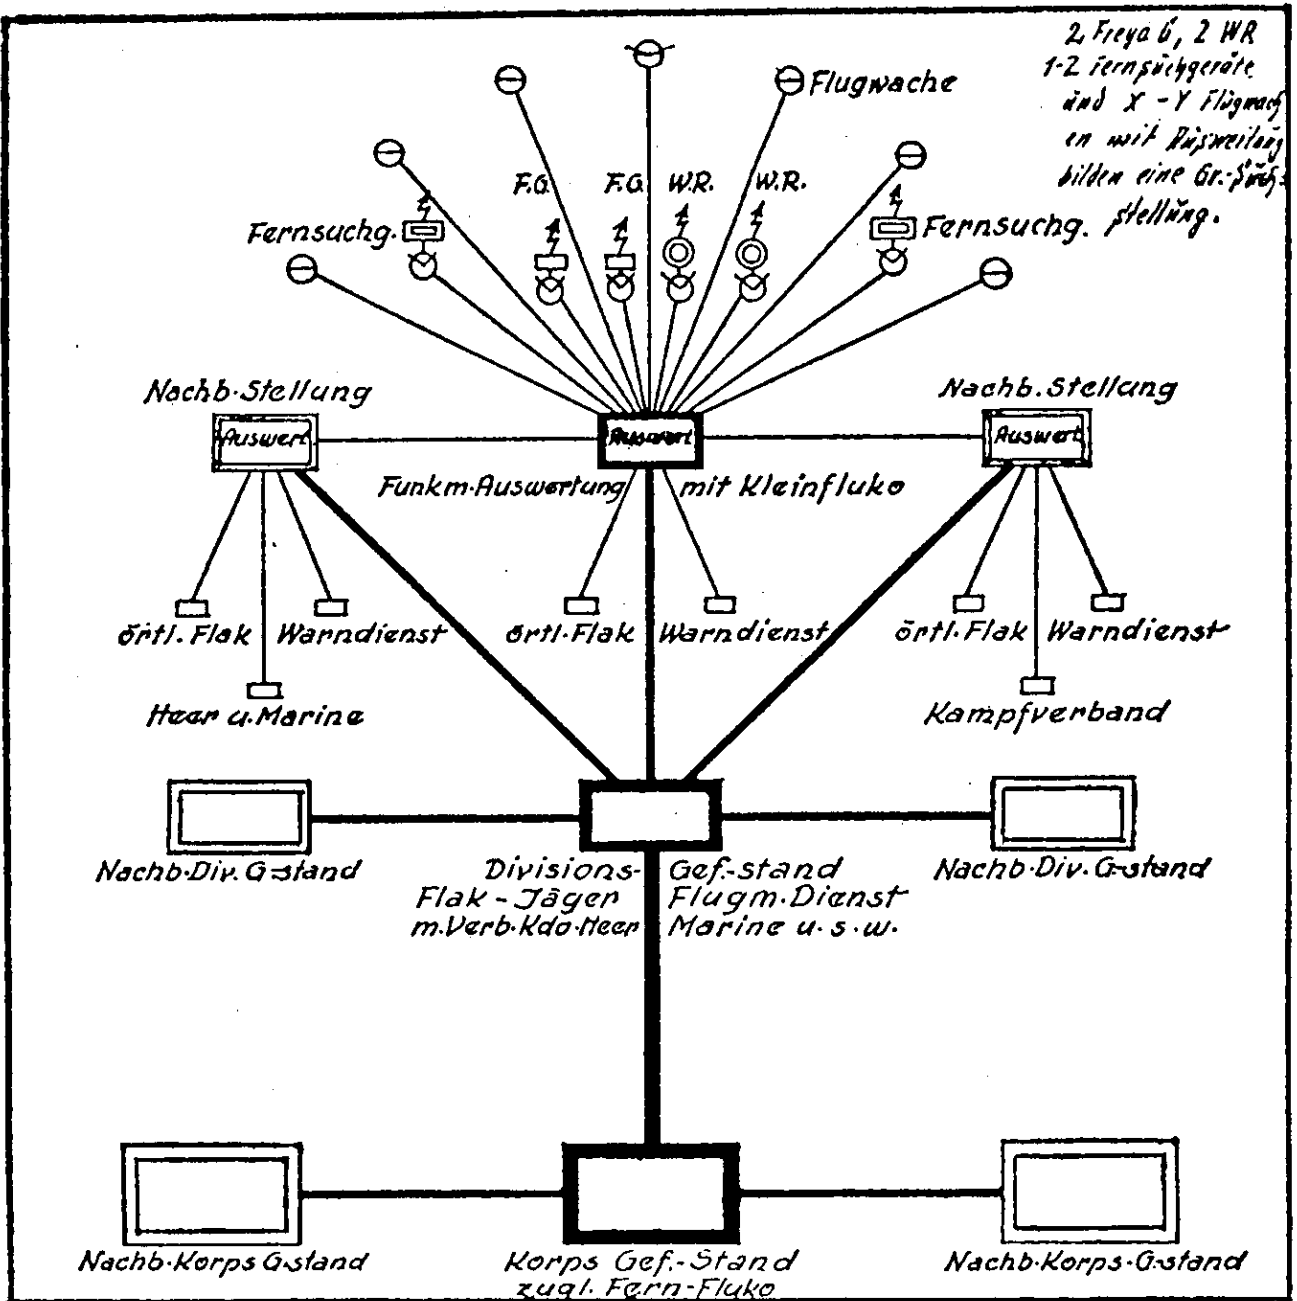 2 Freya G, 2 WR
1-2 Fernsuchgeräte
und X - Y Flugwach
en mit Auswertung
bilden eine Gr.-Such-
stellung.
Flugwache
F.G. F.G. W.R. W.R.
Fernsuchg. Fernsuchg.
Nachb.Stellung Nachb.Stellung
Auswert Auswert Auswert
Funkm.Auswertung mit Kleinfluko
örtl.Flak Warndienst örtl.Flak Warndienst örtl.Flak Warndienst
Heer u.Marine Kampfverband
Nachb.Div.G-stand Divisions- Gef.-stand Nachb.Div.G-stand
Flak-Jäger Flugm.Dienst
m.Verb.Kdo.Heer Marine u.s.w.
Nachb.Korps G-stand Korps Gef.-Stand Nachb.Korps.G-stand
zugl. Fern-Fluko